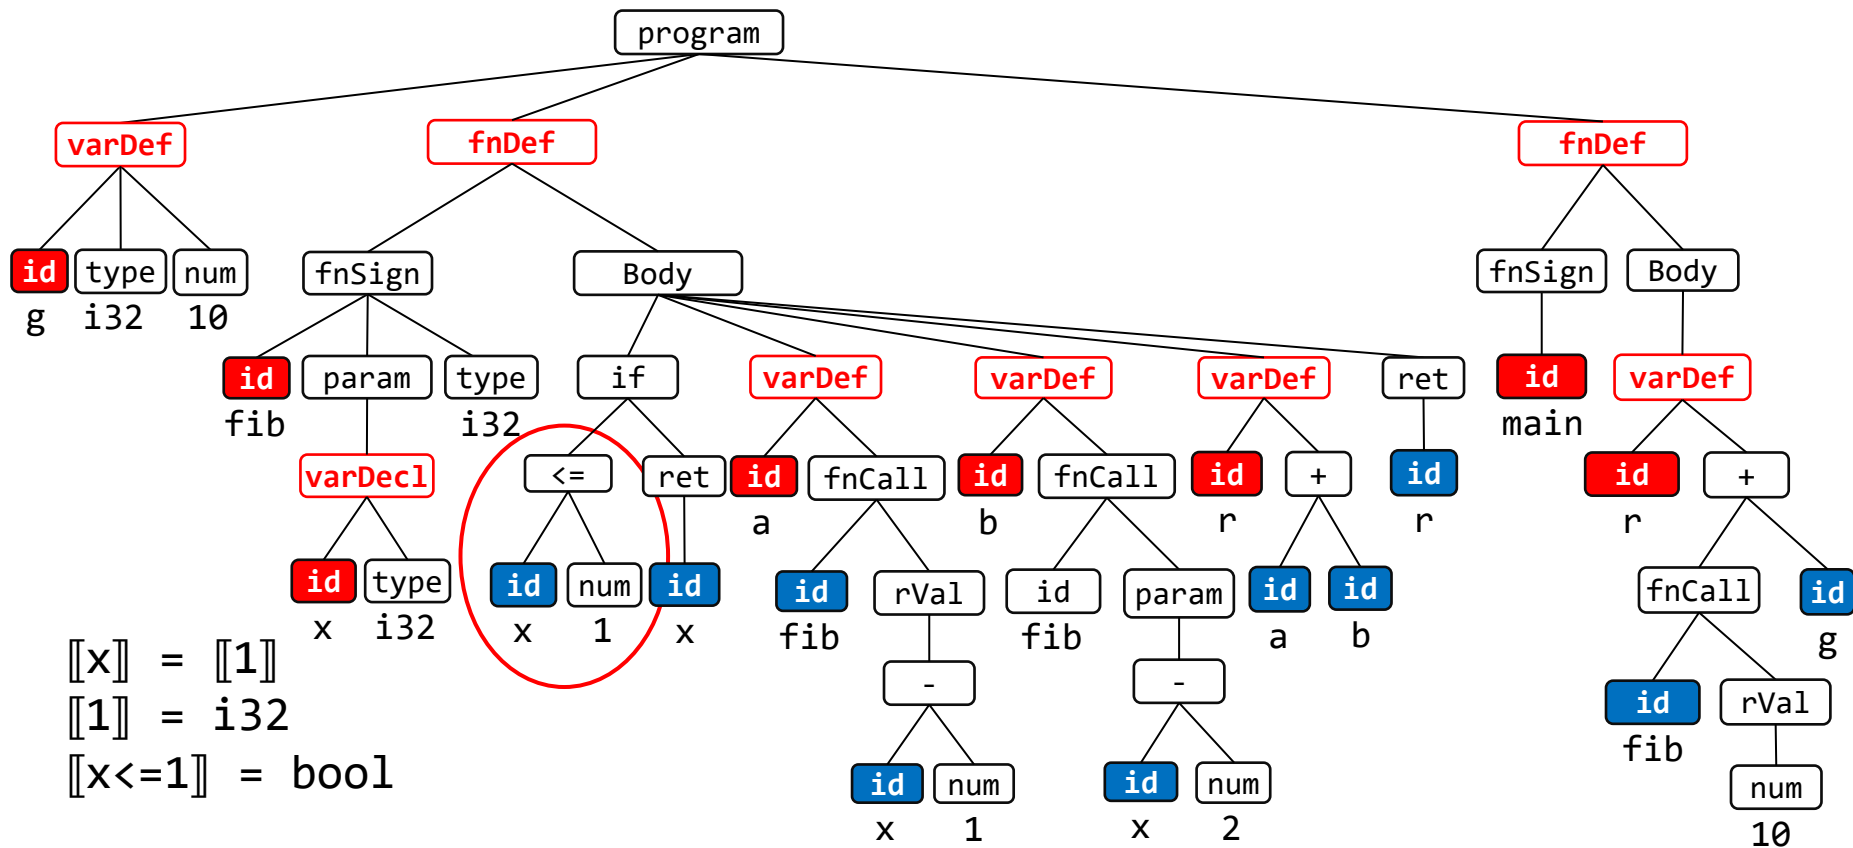 program
varDef fnDef fnDef
id type num fnSign Body fnSign Body
g i32 10
id param type if varDef varDef varDef ret id varDef
fib i32 main
varDecl <= ret id fnCall id fnCall id + id id +
a b r r r
id type id num id id rVal id param id id fnCall id
x i32 x 1 x fib fib a b g
- - id rVal
fib
id num id num num
x 1 x 2 10
⟦x⟧ = ⟦1⟧
⟦1⟧ = i32
⟦x<=1⟧ = bool